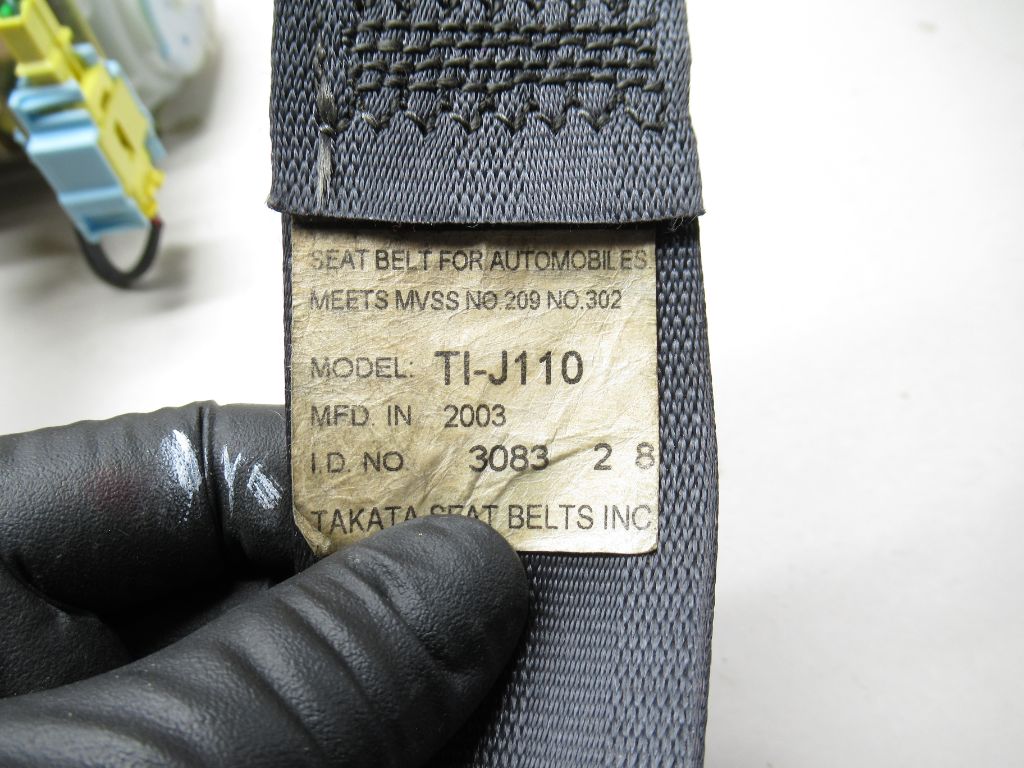 SEAT BELT FOR AUTOMOBILES
MEETS MVSS NO.209 NO.302
MODEL: TI-J110
MFD. IN 2003
I.D. NO. 3083 2 8
TAKATA SEAT BELTS INC